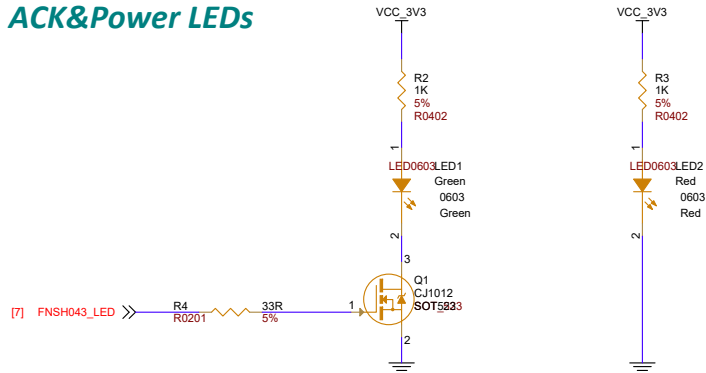 ACK&Power LEDs
VCC_3V3
VCC_3V3
R2
1K
5%
R0402
R3
1K
5%
R0402
1
1
LED0603
LED1
Green
0603
Green
LED0603
LED2
Red
0603
Red
2
2
3
Q1
CJ1012
[7] FNSH043_LED
R4
R0201
33R
5%
1
2